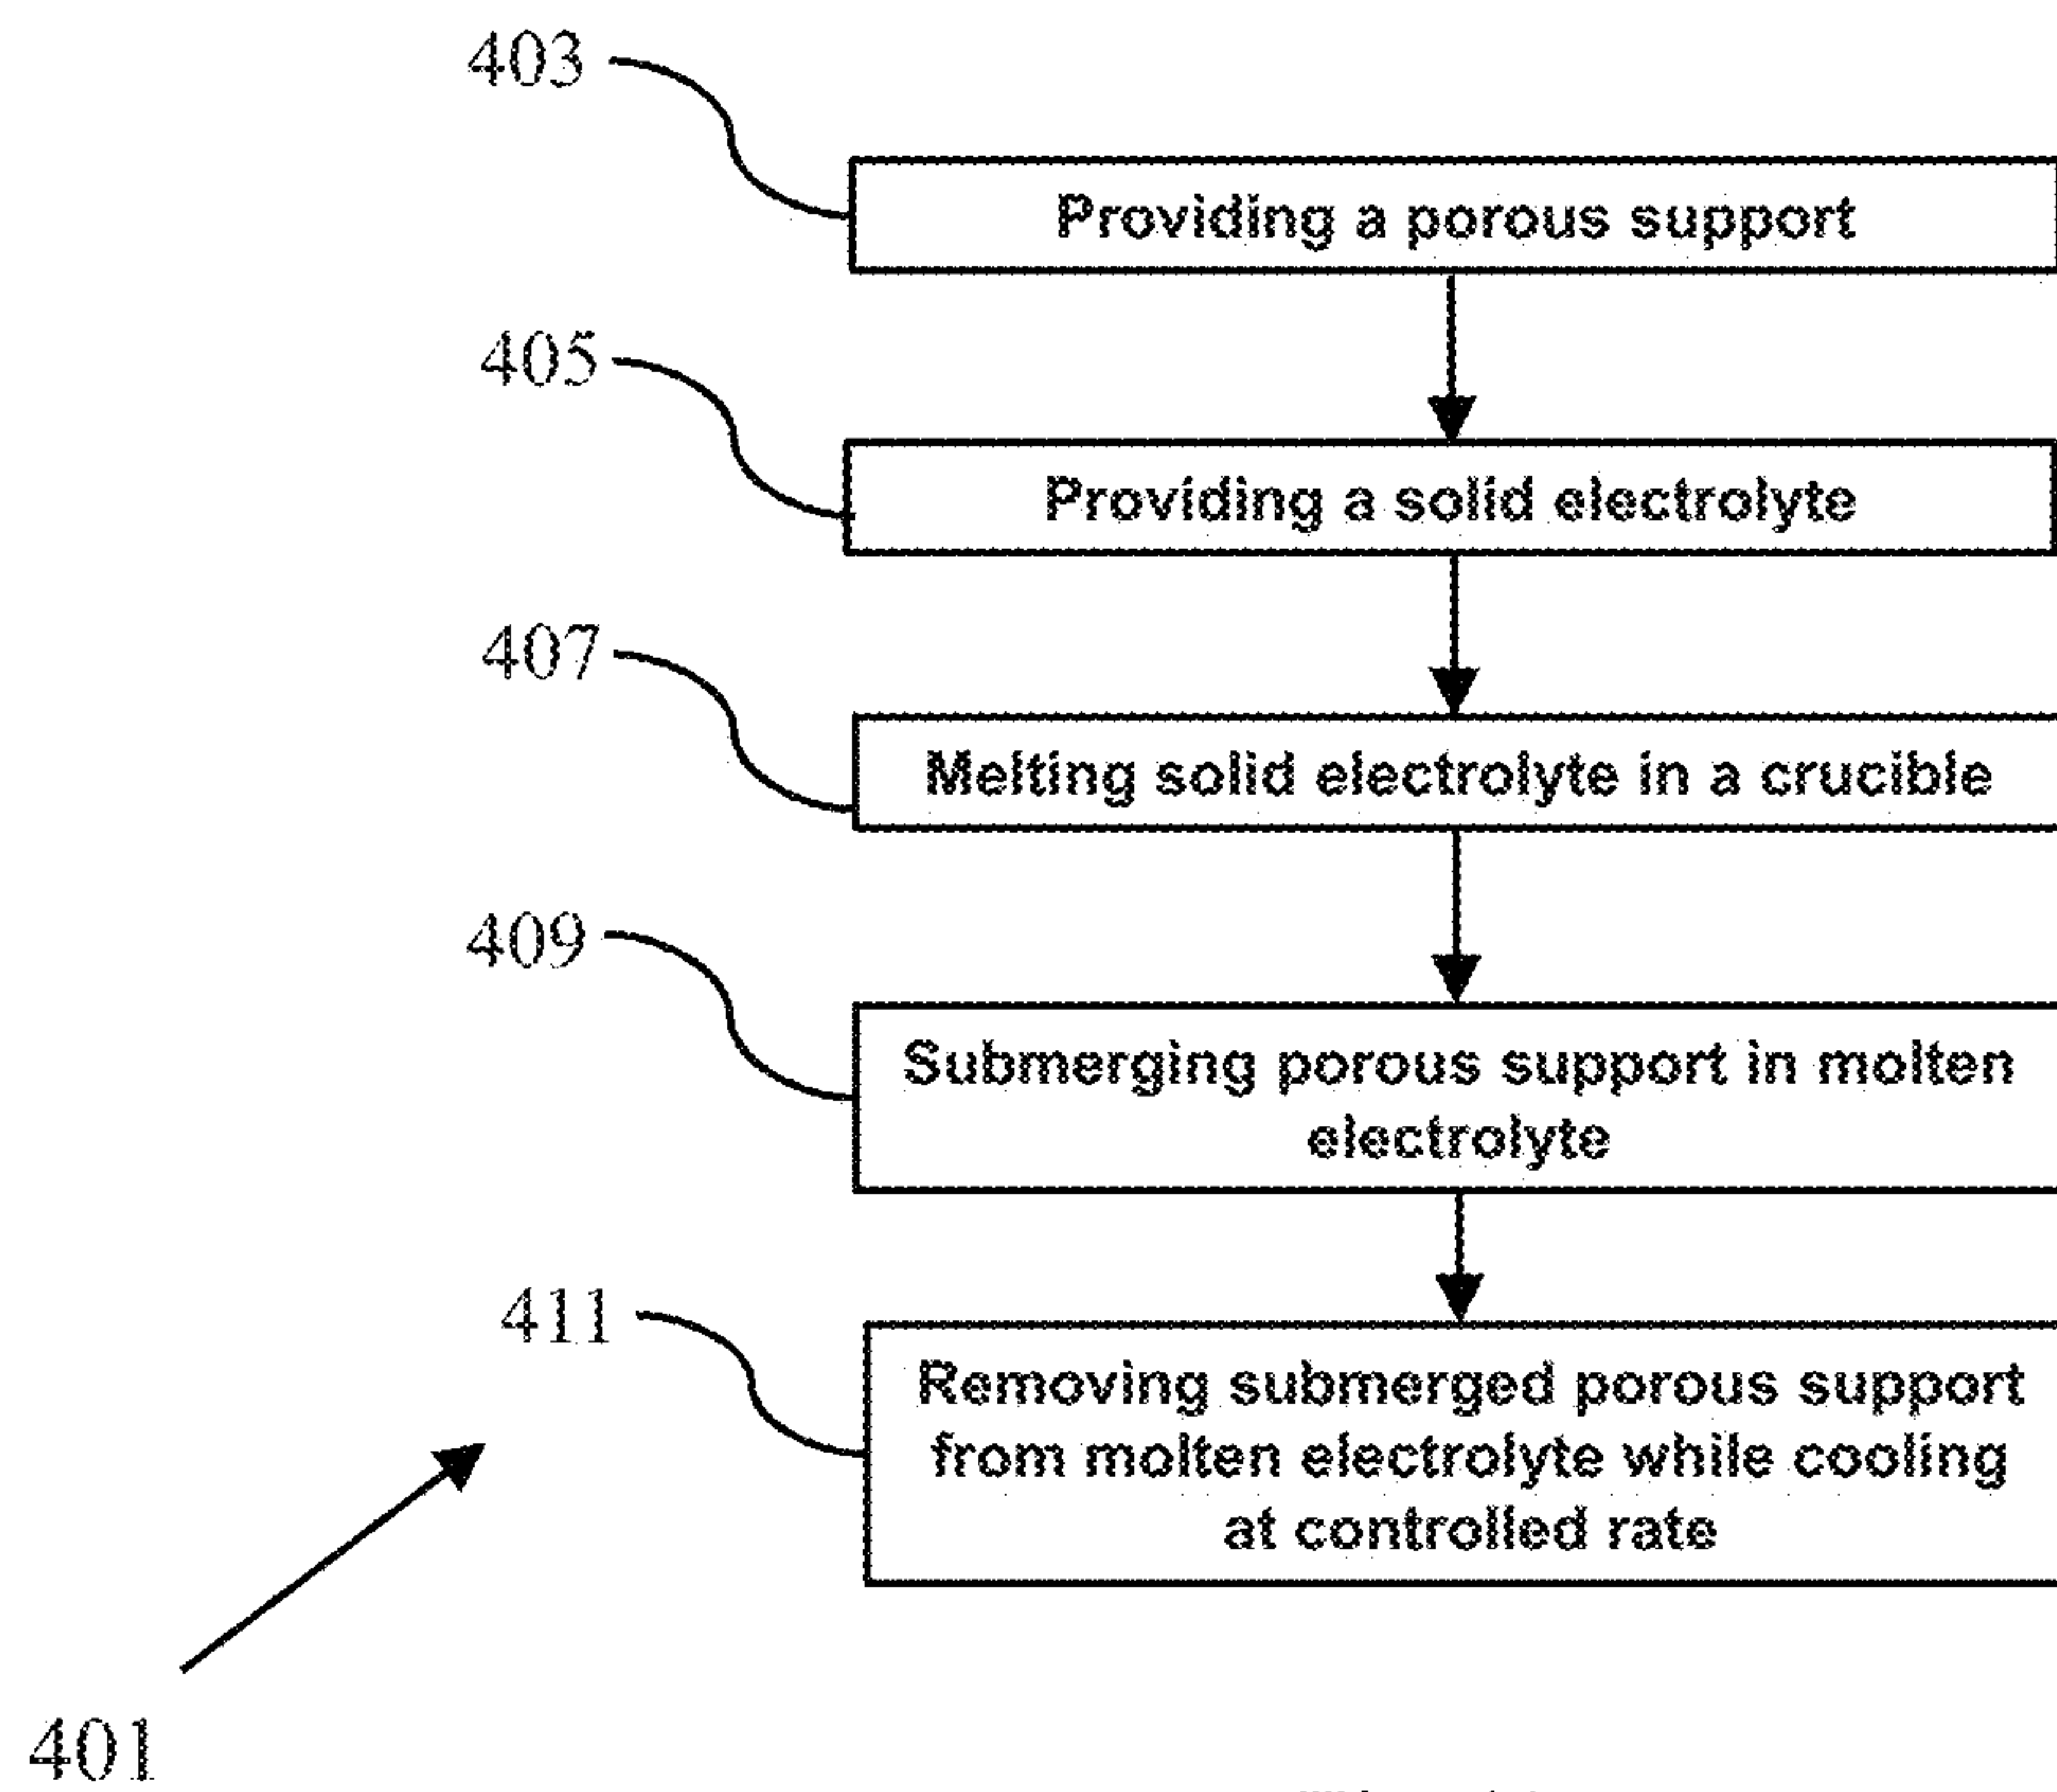 403
Providing a porous support
405
Providing a solid electrolyte
407
Melting solid electrolyte in a crucible
409
Submerging porous support in molten
electrolyte
411
Removing submerged porous support
from molten electrolyte while cooling
at controlled rate
401